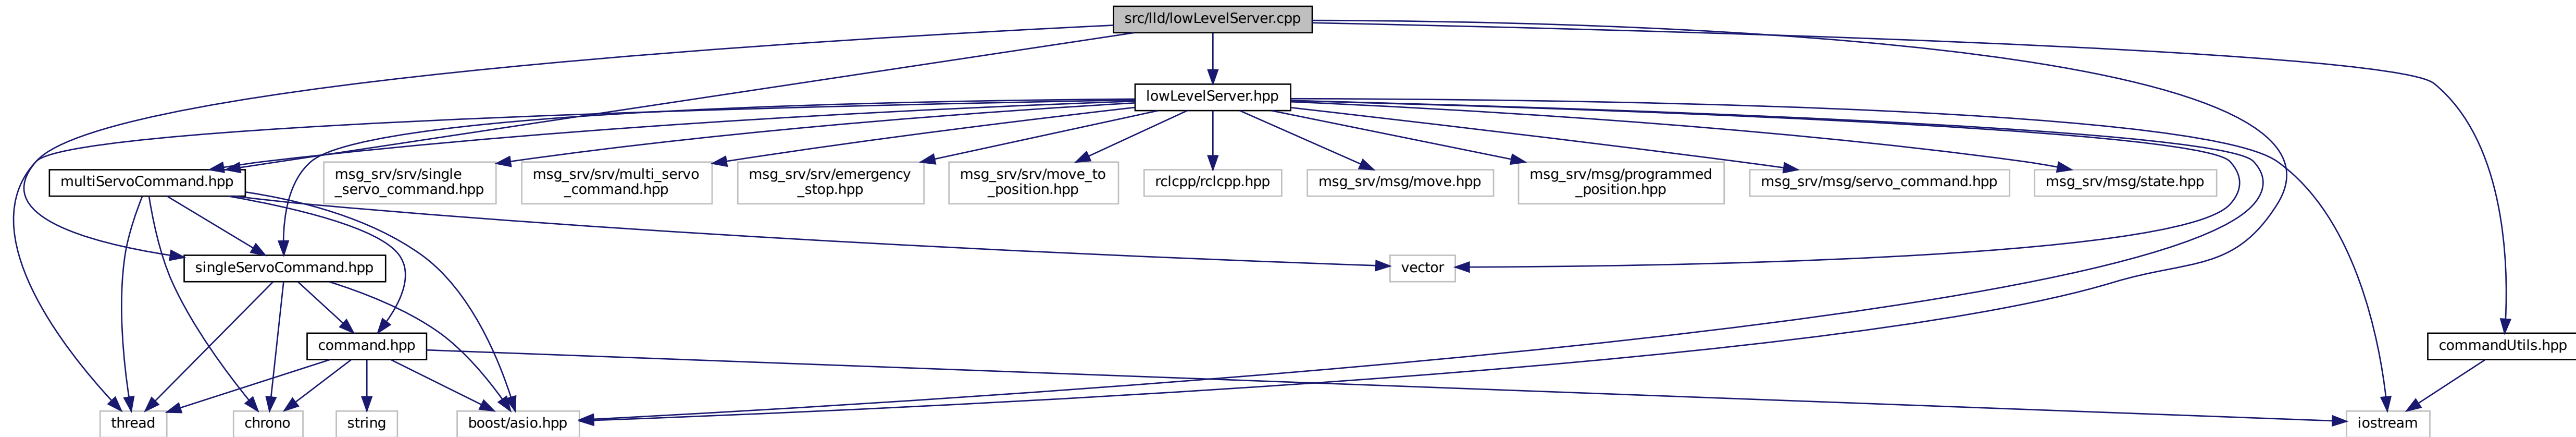 src/lld/lowLevelServer.cpp
lowLevelServer.hpp
multiServoCommand.hpp
msg_srv/srv/single
_servo_command.hpp
msg_srv/srv/multi_servo
_command.hpp
msg_srv/srv/emergency
_stop.hpp
msg_srv/srv/move_to
_position.hpp
rclcpp/rclcpp.hpp
msg_srv/msg/move.hpp
msg_srv/msg/programmed
_position.hpp
msg_srv/msg/servo_command.hpp
msg_srv/msg/state.hpp
singleServoCommand.hpp
vector
command.hpp
commandUtils.hpp
thread
chrono
string
boost/asio.hpp
iostream